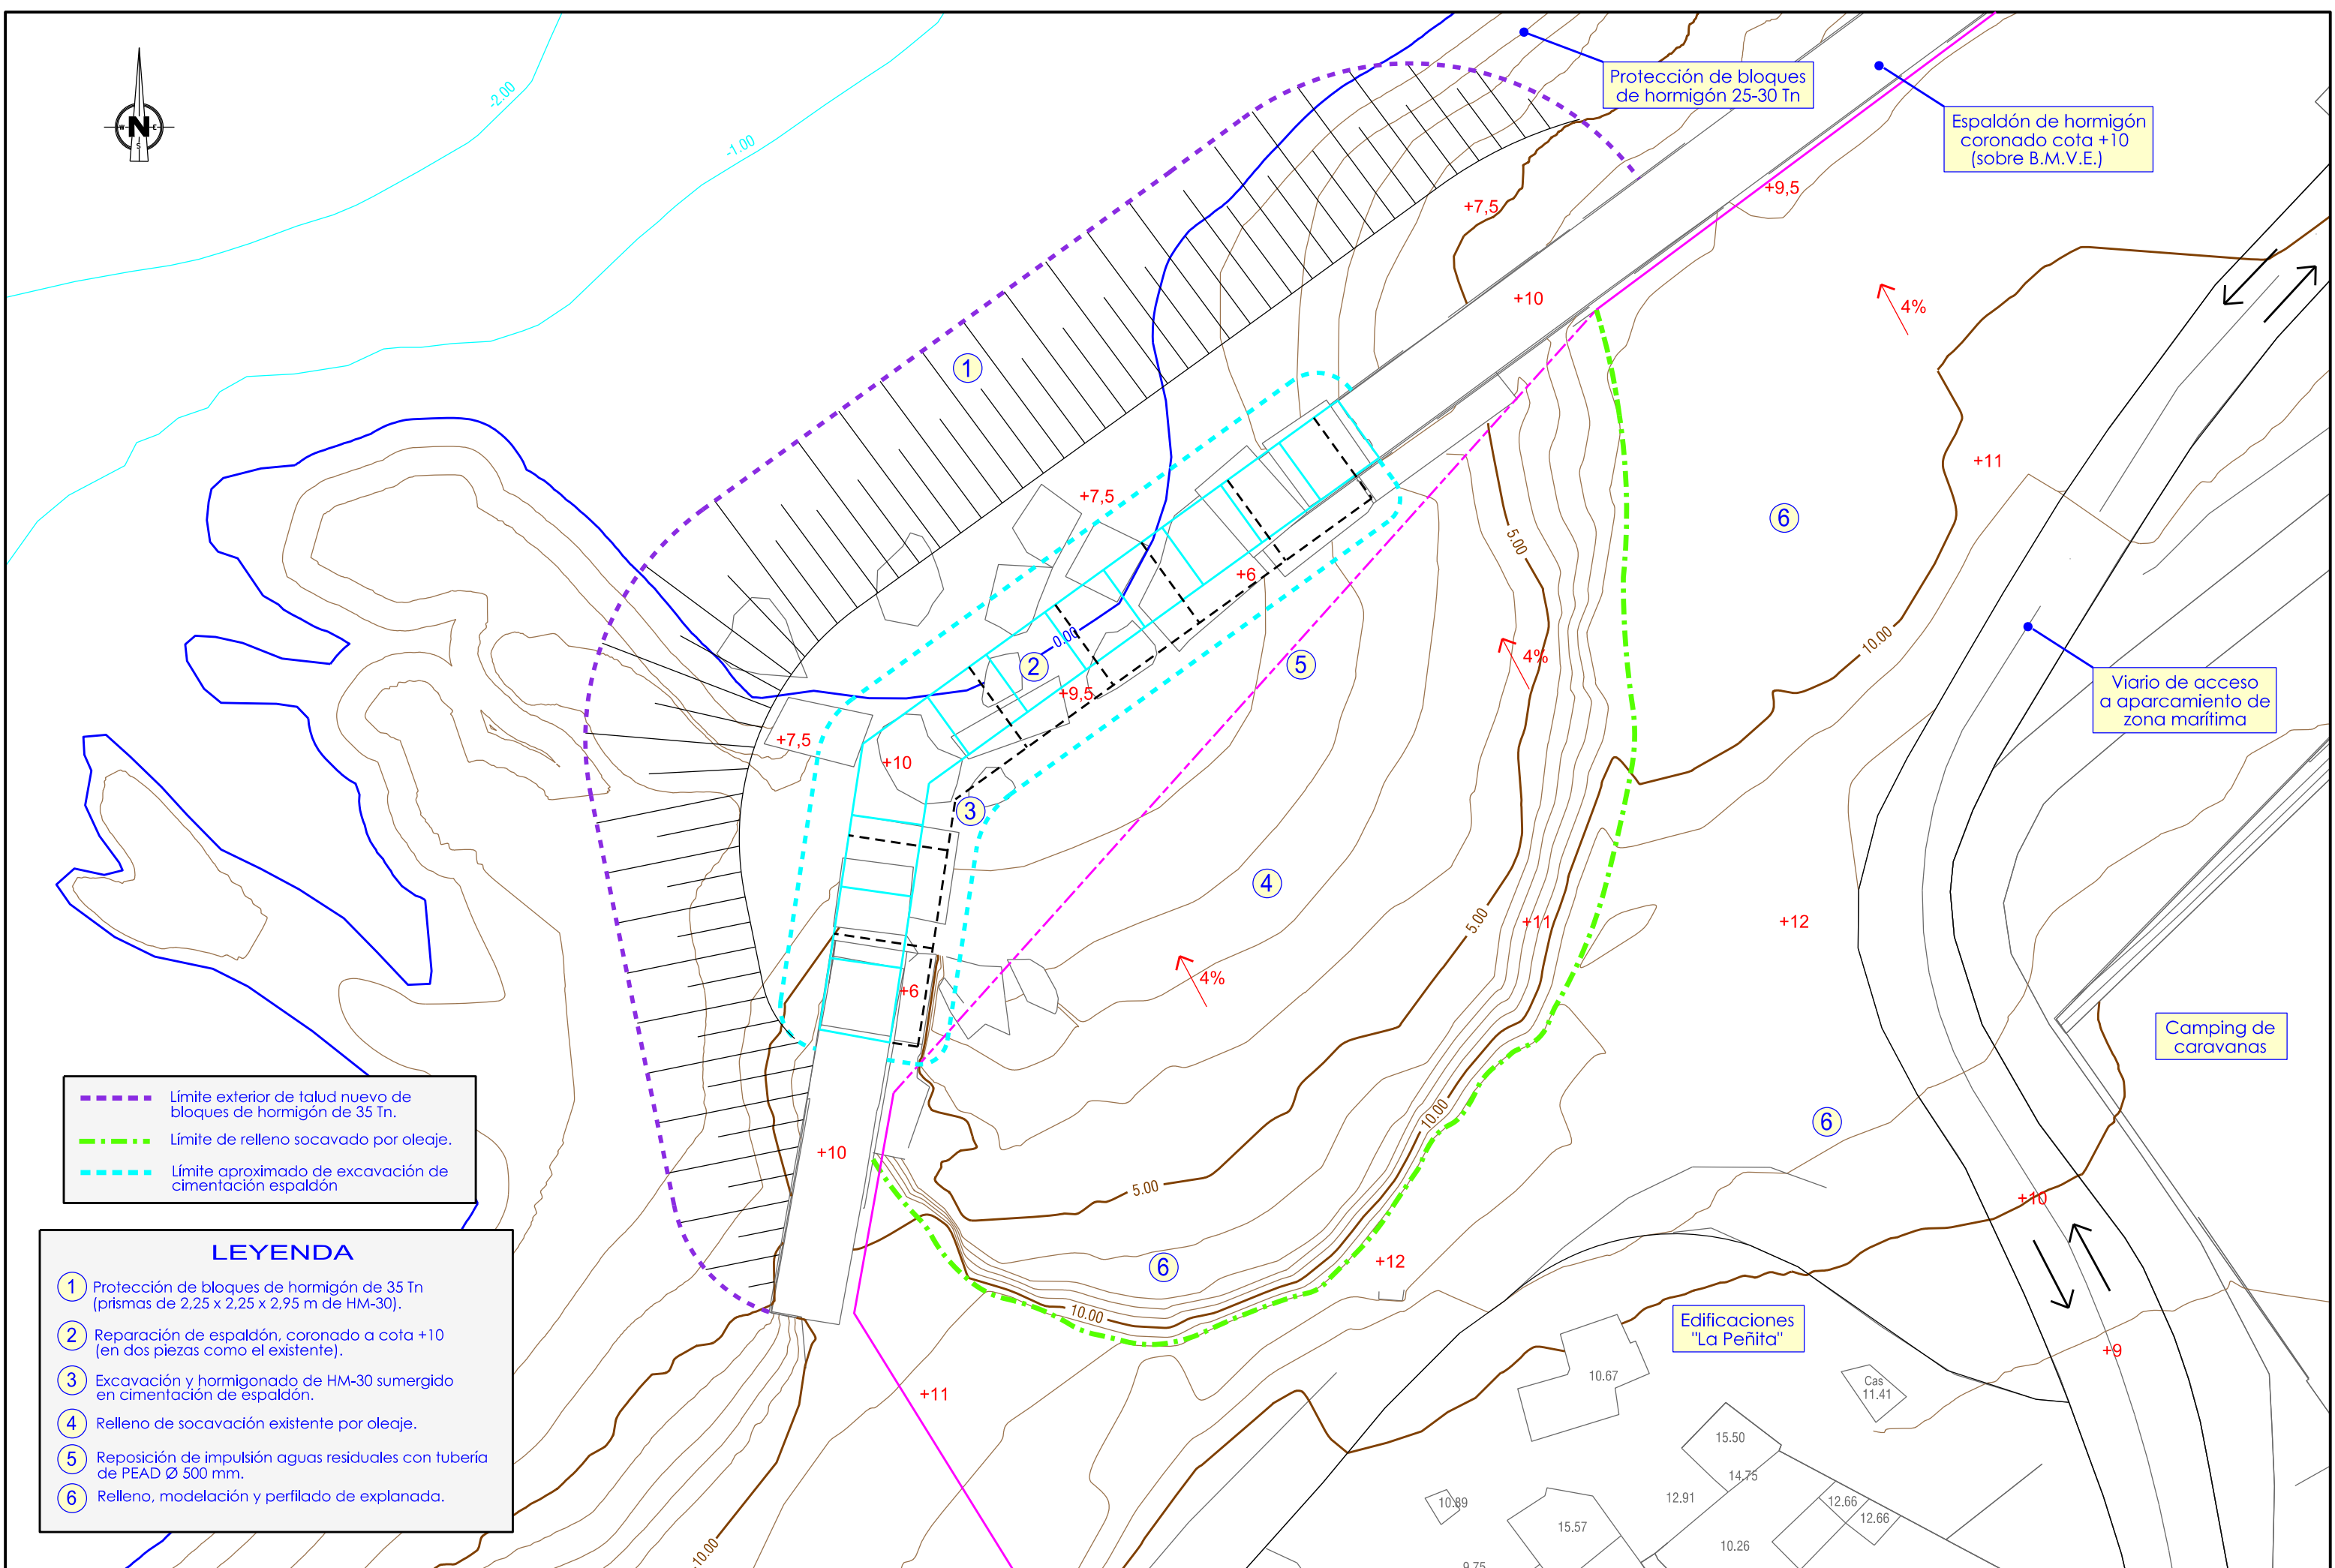 -2.00
-1.00
N
W
E
S
Protección de bloques
de hormigón 25-30 Tn
Espaldón de hormigón
coronado cota +10
(sobre B.M.V.E.)
+9,5
+7,5
+10
4%
1
+11
6
+7,5
5.00
+6
0.00
2
5
4%
10.00
+9,5
Viario de acceso
a aparcamiento de
zona marítima
+7,5
+10
3
4
5.00
+11
+12
4%
+6
Camping de
caravanas
10.00
6
+10
5.00
+10
6
+12
10.00
Edificaciones
"La Peñita"
+9
+11
10.67
Cas
11.41
15.50
14.75
12.91
10.89
12.66
12.66
15.57
10.26
9.75
10.00
Límite exterior de talud nuevo de
bloques de hormigón de 35 Tn.
Límite de relleno socavado por oleaje.
Límite aproximado de excavación de
cimentación espaldón
LEYENDA
1 Protección de bloques de hormigón de 35 Tn
(prismas de 2,25 x 2,25 x 2,95 m de HM-30).
2 Reparación de espaldón, coronado a cota +10
(en dos piezas como el existente).
3 Excavación y hormigonado de HM-30 sumergido
en cimentación de espaldón.
4 Relleno de socavación existente por oleaje.
5 Reposición de impulsión aguas residuales con tubería
de PEAD Ø 500 mm.
6 Relleno, modelación y perfilado de explanada.